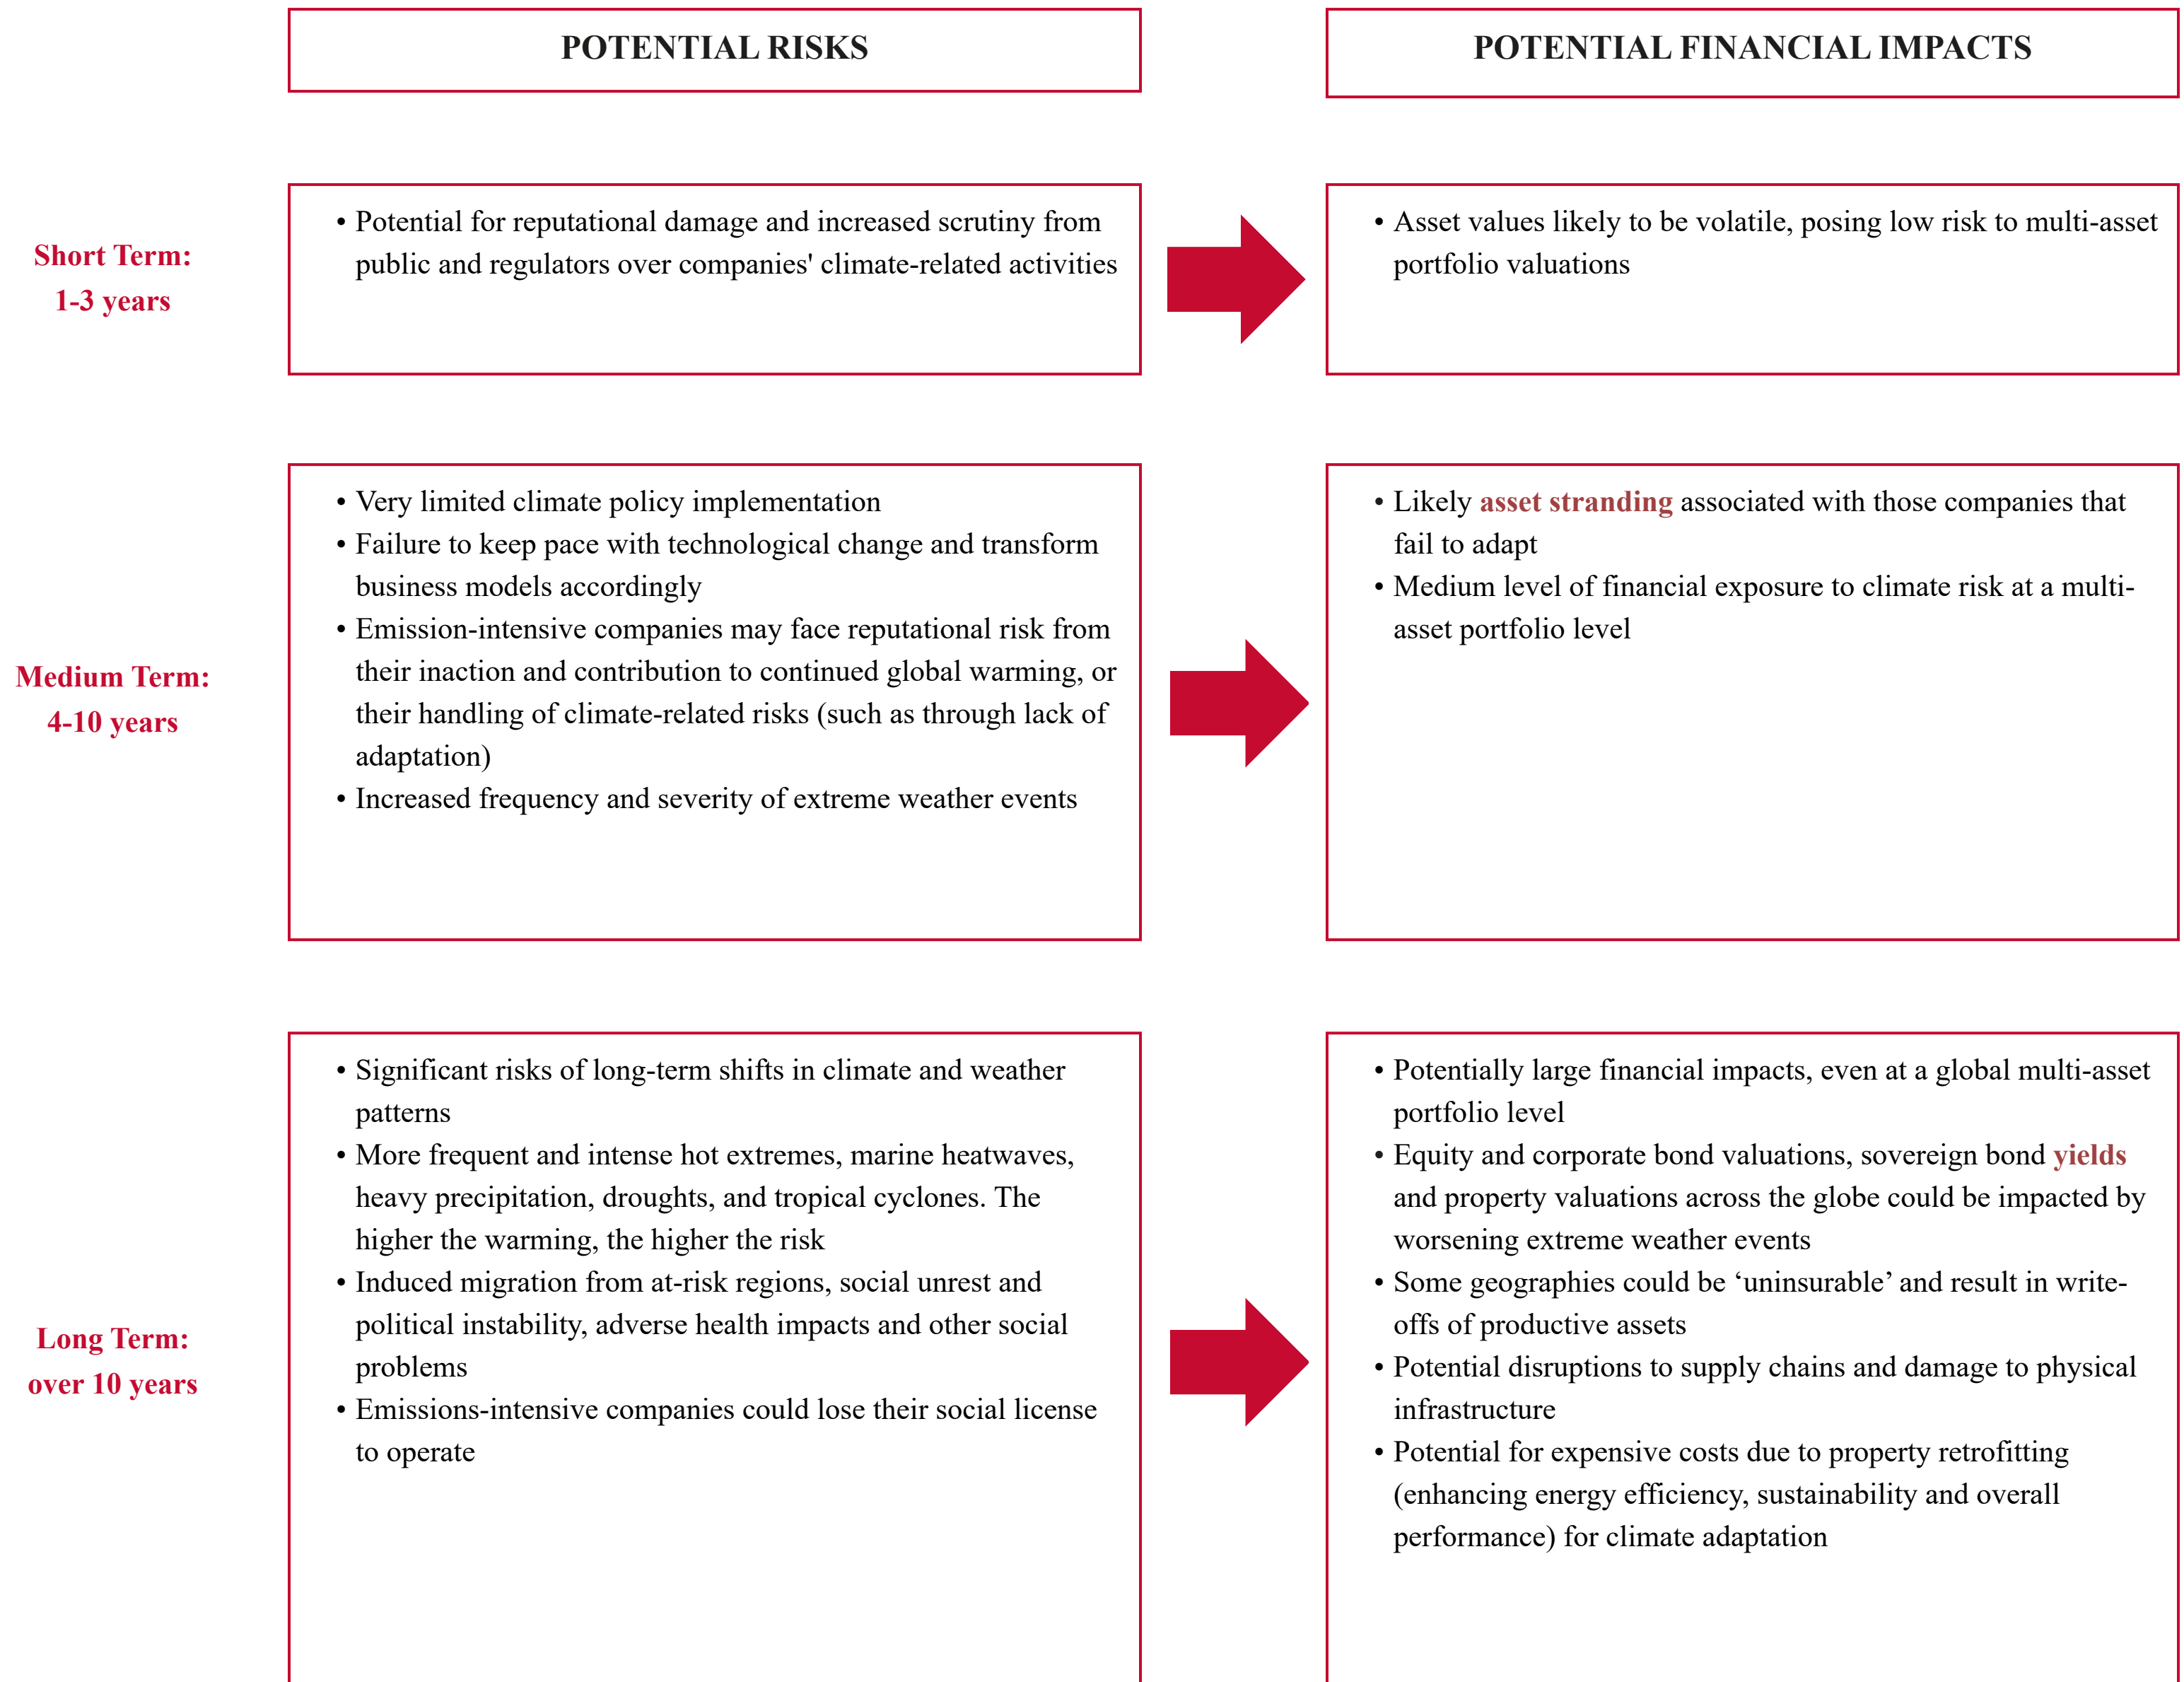 POTENTIAL RISKS
POTENTIAL FINANCIAL IMPACTS
Short Term:
1-3 years
• Potential for reputational damage and increased scrutiny from
public and regulators over companies' climate-related activities
• Asset values likely to be volatile, posing low risk to multi-asset
portfolio valuations
Medium Term:
4-10 years
• Very limited climate policy implementation
• Failure to keep pace with technological change and transform
business models accordingly
• Emission-intensive companies may face reputational risk from
their inaction and contribution to continued global warming, or
their handling of climate-related risks (such as through lack of
adaptation)
• Increased frequency and severity of extreme weather events
• Likely asset stranding associated with those companies that
fail to adapt
• Medium level of financial exposure to climate risk at a multi-
asset portfolio level
Long Term:
over 10 years
• Significant risks of long-term shifts in climate and weather
patterns
• More frequent and intense hot extremes, marine heatwaves,
heavy precipitation, droughts, and tropical cyclones. The
higher the warming, the higher the risk
• Induced migration from at-risk regions, social unrest and
political instability, adverse health impacts and other social
problems
• Emissions-intensive companies could lose their social license
to operate
• Potentially large financial impacts, even at a global multi-asset
portfolio level
• Equity and corporate bond valuations, sovereign bond yields
and property valuations across the globe could be impacted by
worsening extreme weather events
• Some geographies could be ‘uninsurable’ and result in write-
offs of productive assets
• Potential disruptions to supply chains and damage to physical
infrastructure
• Potential for expensive costs due to property retrofitting
(enhancing energy efficiency, sustainability and overall
performance) for climate adaptation